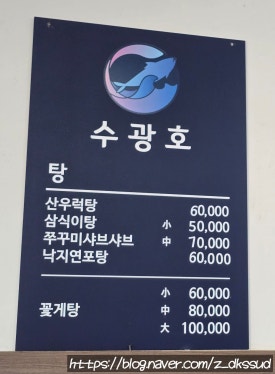 수광호
탕
산우럭탕 60,000
삼식이탕 小 50,000
쭈꾸미샤브샤브 中 70,000
낙지연포탕 60,000
小 60,000
꽃게탕 中 80,000
大 100,000
https://blog.naver.com/z_dkssud